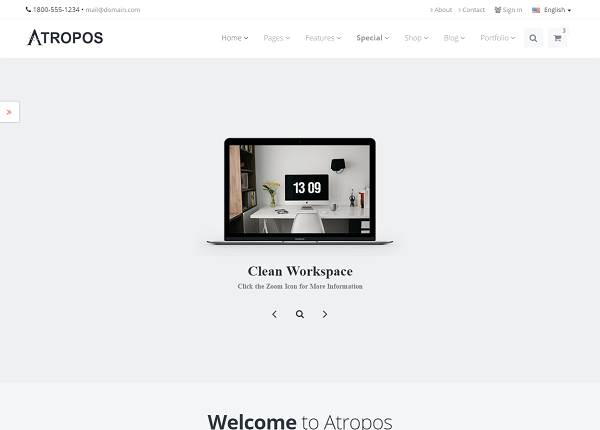 1800-555-1234 • mail@domain.com
About Contact Sign In English
ATROPOS
Home Pages Features Special Shop Blog Portfolio 3
13 09
Clean Workspace
Click the Zoom Icon for More Information
Welcome to Atropos